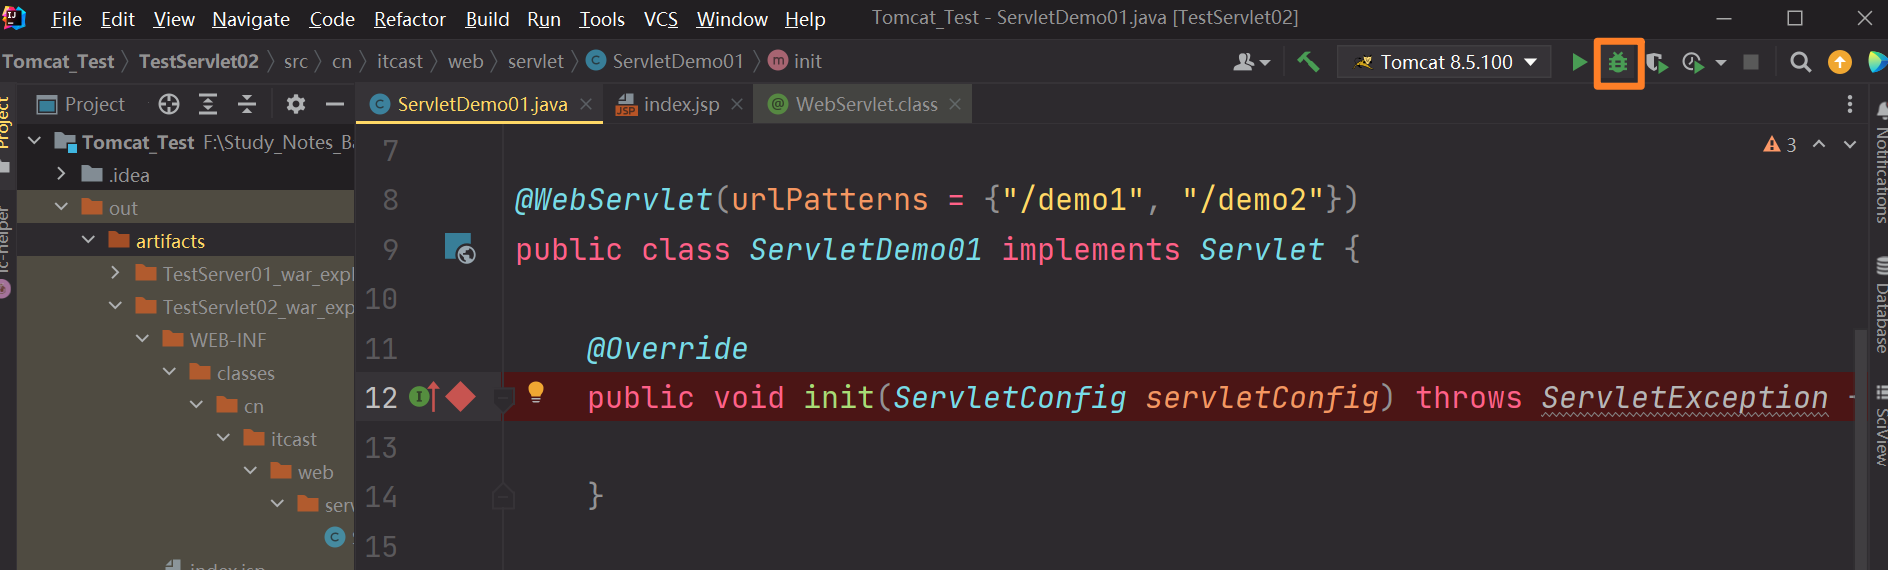 File Edit View Navigate Code Refactor Build Run Tools VCS Window Help Tomcat_Test - ServletDemo01.java [TestServlet02]
Tomcat_Test TestServlet02 src cn itcast web servlet ServletDemo01 init Tomcat 8.5.100
Project ServletDemo01.java index.jsp WebServlet.class
Project
Tomcat_Test F:\Study_Notes_Ba
.idea
out
artifacts
TestServer01_war_expl
TestServlet02_war_exp
WEB-INF
classes
cn
itcast
web
serv
index.jsp
3
7
8 @WebServlet(urlPatterns = {"/demo1", "/demo2"})
9 public class ServletDemo01 implements Servlet {
10
11 @Override
12 public void init(ServletConfig servletConfig) throws ServletException {
13
14 }
15
Notifications
Database
SciView